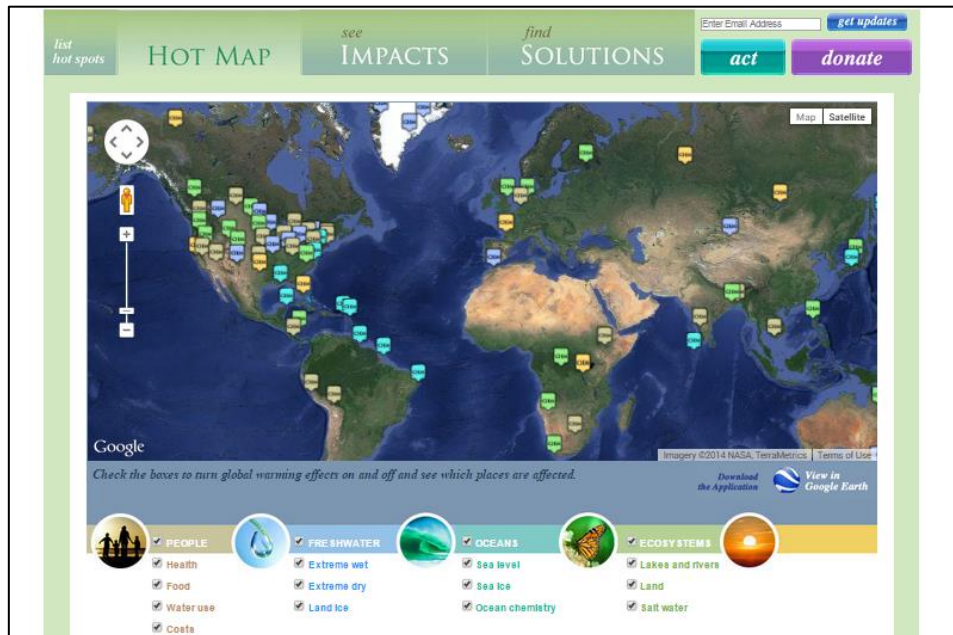 list
hot spots
HOT MAP
see
IMPACTS
find
SOLUTIONS
Enter Email Address
get updates
act
donate
Map
Satellite
Google
Imagery ©2014 NASA, TerraMetrics
Terms of Use
Check the boxes to turn global warming effects on and off and see which places are affected.
Download
the Application
View in
Google Earth
PEOPLE
Health
Food
Water use
Costs
FRESHWATER
Extreme wet
Extreme dry
Land ice
OCEANS
Sea level
Sea ice
Ocean chemistry
ECOSYSTEMS
Lakes and rivers
Land
Salt water